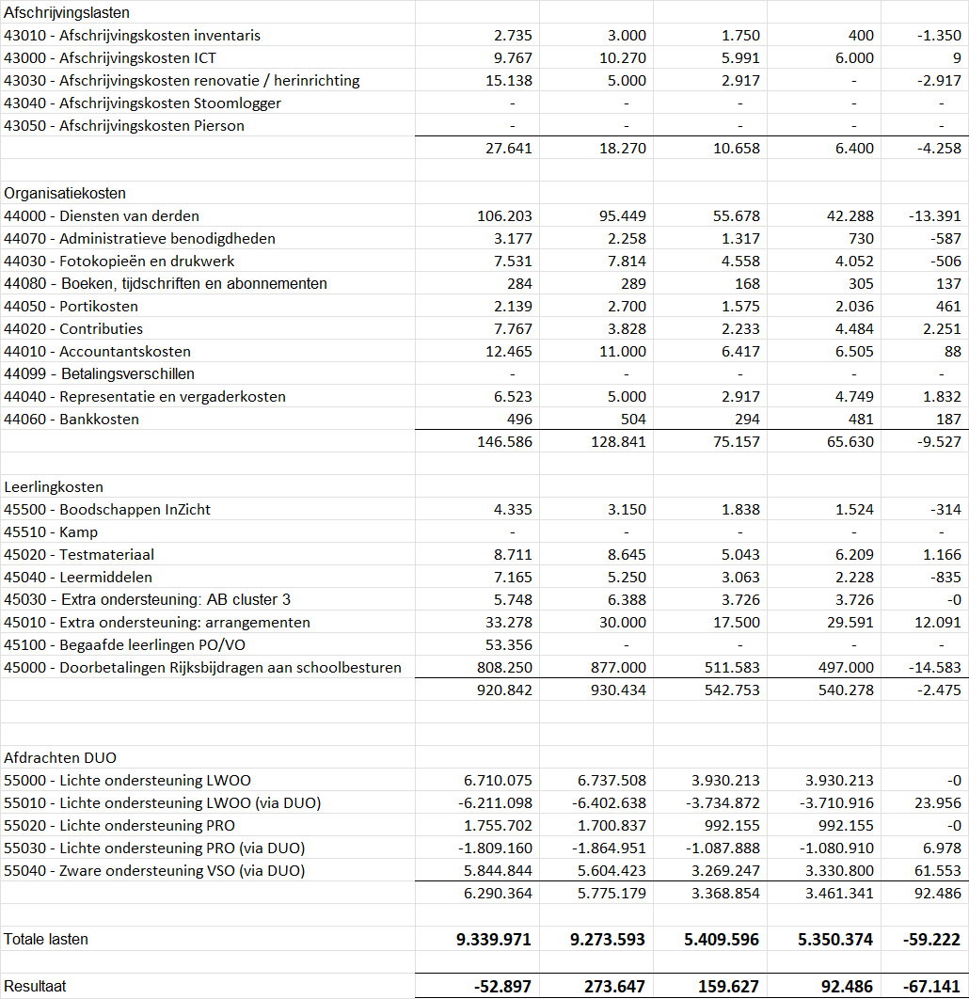 Afschrijvingslasten
43010 - Afschrijvingskosten inventaris 2.735 3.000 1.750 400 -1.350
43000 - Afschrijvingskosten ICT 9.767 10.270 5.991 6.000 9
43030 - Afschrijvingskosten renovatie / herinrichting 15.138 5.000 2.917 - -2.917
43040 - Afschrijvingskosten Stoomlogger - - - - -
43050 - Afschrijvingskosten Pierson - - - - -
27.641 18.270 10.658 6.400 -4.258
Organisatiekosten
44000 - Diensten van derden 106.203 95.449 55.678 42.288 -13.391
44070 - Administratieve benodigdheden 3.177 2.258 1.317 730 -587
44030 - Fotokopieën en drukwerk 7.531 7.814 4.558 4.052 -506
44080 - Boeken, tijdschriften en abonnementen 284 289 168 305 137
44050 - Portikosten 2.139 2.700 1.575 2.036 461
44020 - Contributies 7.767 3.828 2.233 4.484 2.251
44010 - Accountantskosten 12.465 11.000 6.417 6.505 88
44099 - Betalingsverschillen - - - - -
44040 - Representatie en vergaderkosten 6.523 5.000 2.917 4.749 1.832
44060 - Bankkosten 496 504 294 481 187
146.586 128.841 75.157 65.630 -9.527
Leerlingkosten
45500 - Boodschappen InZicht 4.335 3.150 1.838 1.524 -314
45510 - Kamp - - - - -
45020 - Testmateriaal 8.711 8.645 5.043 6.209 1.166
45040 - Leermiddelen 7.165 5.250 3.063 2.228 -835
45030 - Extra ondersteuning: AB cluster 3 5.748 6.388 3.726 3.726 -0
45010 - Extra ondersteuning: arrangementen 33.278 30.000 17.500 29.591 12.091
45100 - Begaafde leerlingen PO/VO 53.356 - - - -
45000 - Doorbetalingen Rijksbijdragen aan schoolbesturen 808.250 877.000 511.583 497.000 -14.583
920.842 930.434 542.753 540.278 -2.475
Afdrachten DUO
55000 - Lichte ondersteuning LWOO 6.710.075 6.737.508 3.930.213 3.930.213 -0
55010 - Lichte ondersteuning LWOO (via DUO) -6.211.098 -6.402.638 -3.734.872 -3.710.916 23.956
55020 - Lichte ondersteuning PRO 1.755.702 1.700.837 992.155 992.155 -0
55030 - Lichte ondersteuning PRO (via DUO) -1.809.160 -1.864.951 -1.087.888 -1.080.910 6.978
55040 - Zware ondersteuning VSO (via DUO) 5.844.844 5.604.423 3.269.247 3.330.800 61.553
6.290.364 5.775.179 3.368.854 3.461.341 92.486
Totale lasten 9.339.971 9.273.593 5.409.596 5.350.374 -59.222
Resultaat -52.897 273.647 159.627 92.486 -67.141